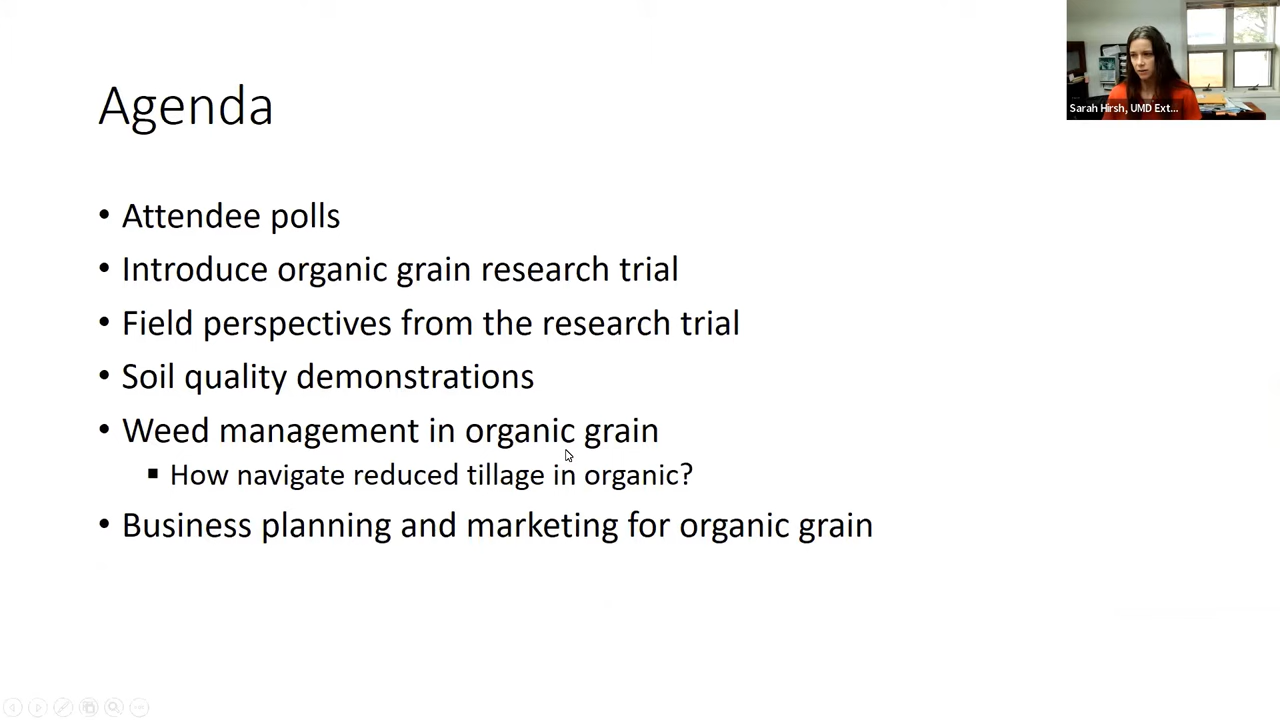 Agenda
• Attendee polls
• Introduce organic grain research trial
• Field perspectives from the research trial
• Soil quality demonstrations
• Weed management in organic grain
▪ How navigate reduced tillage in organic?
• Business planning and marketing for organic grain
Sarah Hirsh, UMD Ext...